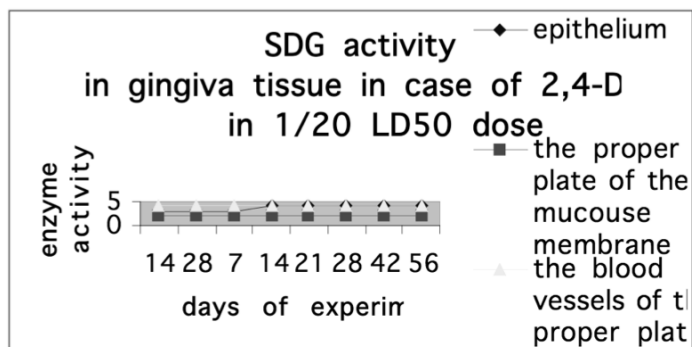 SDG activity
in gingiva tissue in case of 2,4-D
in 1/20 LD50 dose
epithelium
the proper
plate of the
mucouse
membrane
the blood
vessels of t
proper plat
enzyme
activity
5
0
14 28 7 14 21 28 42 56
days of experim